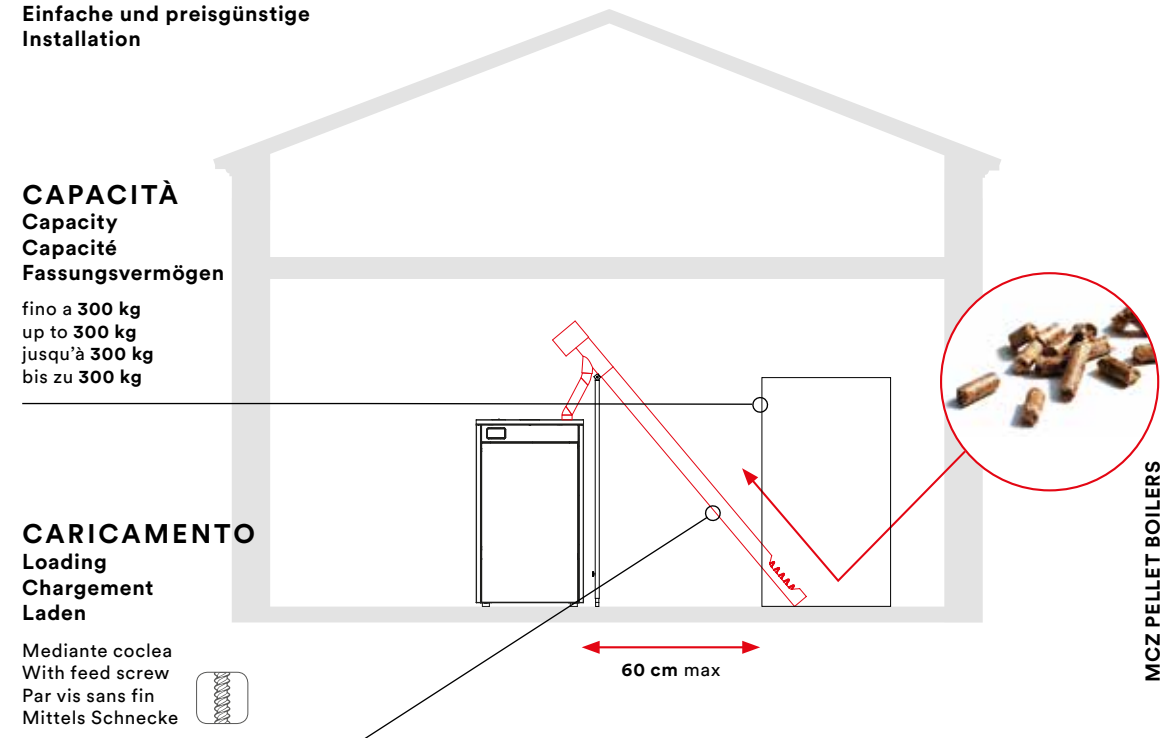 Einfache und preisgünstige
Installation
CAPACITÀ
Capacity
Capacité
Fassungsvermögen
fino a 300 kg
up to 300 kg
jusqu'à 300 kg
bis zu 300 kg
CARICAMENTO
Loading
Chargement
Laden
Mediante coclea
With feed screw
Par vis sans fin
Mittels Schnecke
60 cm max
MCZ PELLET BOILERS